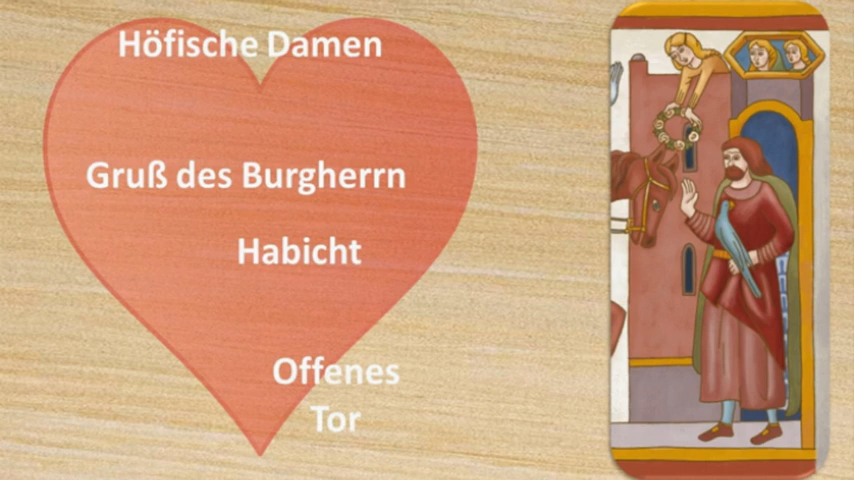 Höfische Damen
Gruß des Burgherrn
Habicht
Offenes
Tor